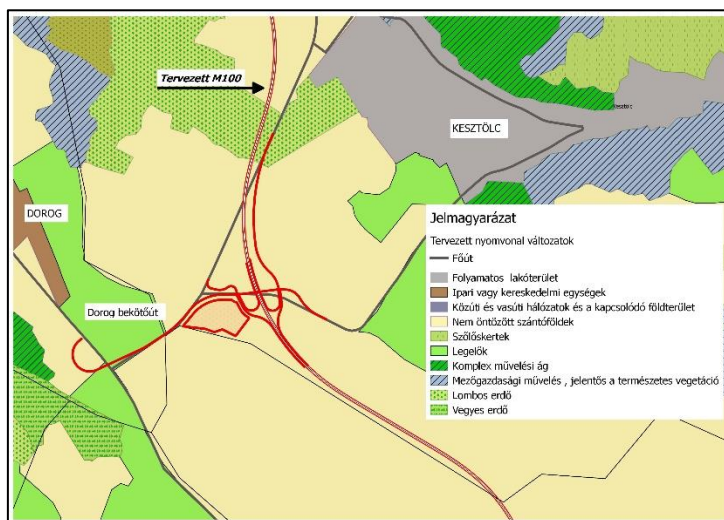 Tervezett M100
KESZTÖLC
Kesztölc
DOROG
Dorog bekötőút
Jelmagyarázat
Tervezett nyomvonal változatok
Főút
Folyamatos lakóterület
Ipari vagy kereskedelmi egységek
Közúti és vasúti hálózatok és a kapcsolódó földterület
Nem öntözött szántóföldek
Szőlőskertek
Legelők
Komplex művelési ág
Mezőgazdasági művelés , jelentős a természetes vegetáció
Lombos erdő
Vegyes erdő